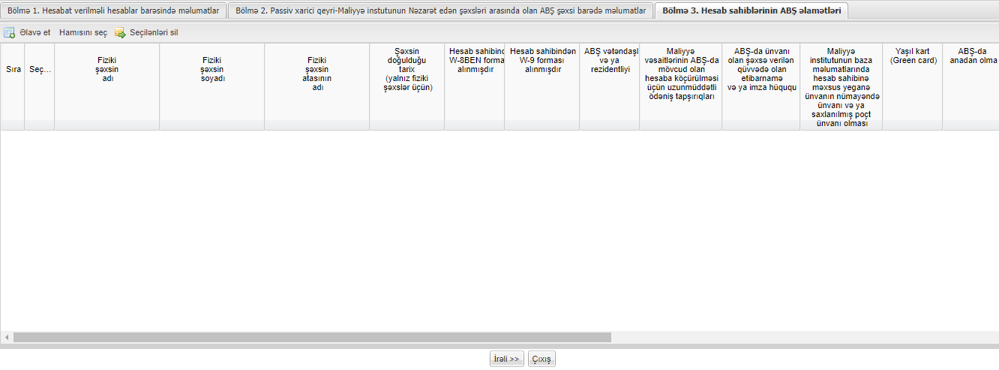 Bölmə 1. Hesabat verilməli hesablar barəsində məlumatlar
Bölmə 2. Passiv xarici qeyri-Maliyyə instutunun Nəzarət edən şəxsləri arasında olan ABŞ şəxsi barədə məlumatlar
Bölmə 3. Hesab sahiblərinin ABŞ əlamətləri
Əlavə et
Hamısını seç
Seçilənləri sil
Sıra
Seç...
Fiziki
şəxsin
adı
Fiziki
şəxsin
soyadı
Fiziki
şəxsin
atasının
adı
Şəxsin
doğulduğu
tarix
(yalnız fiziki
şəxslər üçün)
Hesab sahibind
W-8BEN forma
alınmışdır
Hesab sahibindən
W-9 forması
alınmışdır
ABŞ vətəndaşl
və ya
rezidentliyi
Maliyyə
vəsaitlərinin ABŞ-da
mövcud olan
hesaba köçürülməsi
üçün uzunmüddətli
ödəniş tapşırıqları
ABŞ-da ünvanı
olan şəxsə verilən
qüvvədə olan
etibarnamə
və ya imza hüququ
Maliyyə
institutunun baza
məlumatlarında
hesab sahibinə
məxsus yeganə
ünvanın nümayəndə
ünvanı və ya
saxlanılmış poçt
ünvanı olması
Yaşıl kart
(Green card)
ABŞ-da
anadan olma
İrəli >>
Çıxış